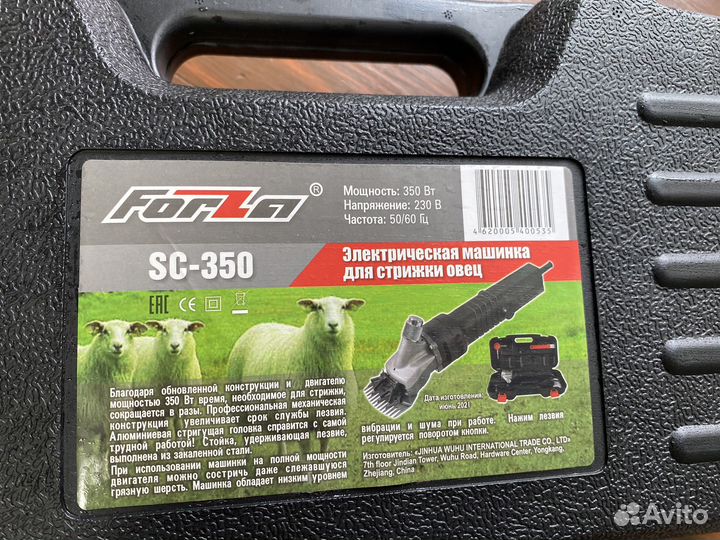 ForZa®
Мощность: 350 Вт
Напряжение: 230 В
Частота: 50/60 Гц
4620005400535
SC-350
Электрическая машинка
для стрижки овец
EAC CE
Благодаря обновленной конструкции и двигателю
мощностью 350 Вт время, необходимое для стрижки,
сокращается в разы. Профессиональная механическая
конструкция увеличивает срок службы лезвия.
Алюминиевая стригущая головка справится с самой
трудной работой! Стойка, удерживающая лезвие,
выполнена из закаленной стали.
При использовании машинки на полной мощности
двигателя можно состричь даже слежавшуюся
грязную шерсть. Машинка обладает низким уровнем
Дата изготовления:
июнь 2021
вибрации и шума при работе. Нажим лезвия
регулируется поворотом кнопки.
Изготовитель: «JINHUA WUHU INTERNATIONAL TRADE CO., LTD»
7th floor Jindian Tower, Wuhu Road, Hardware Center, Yongkang,
Zhejiang, China
Avito